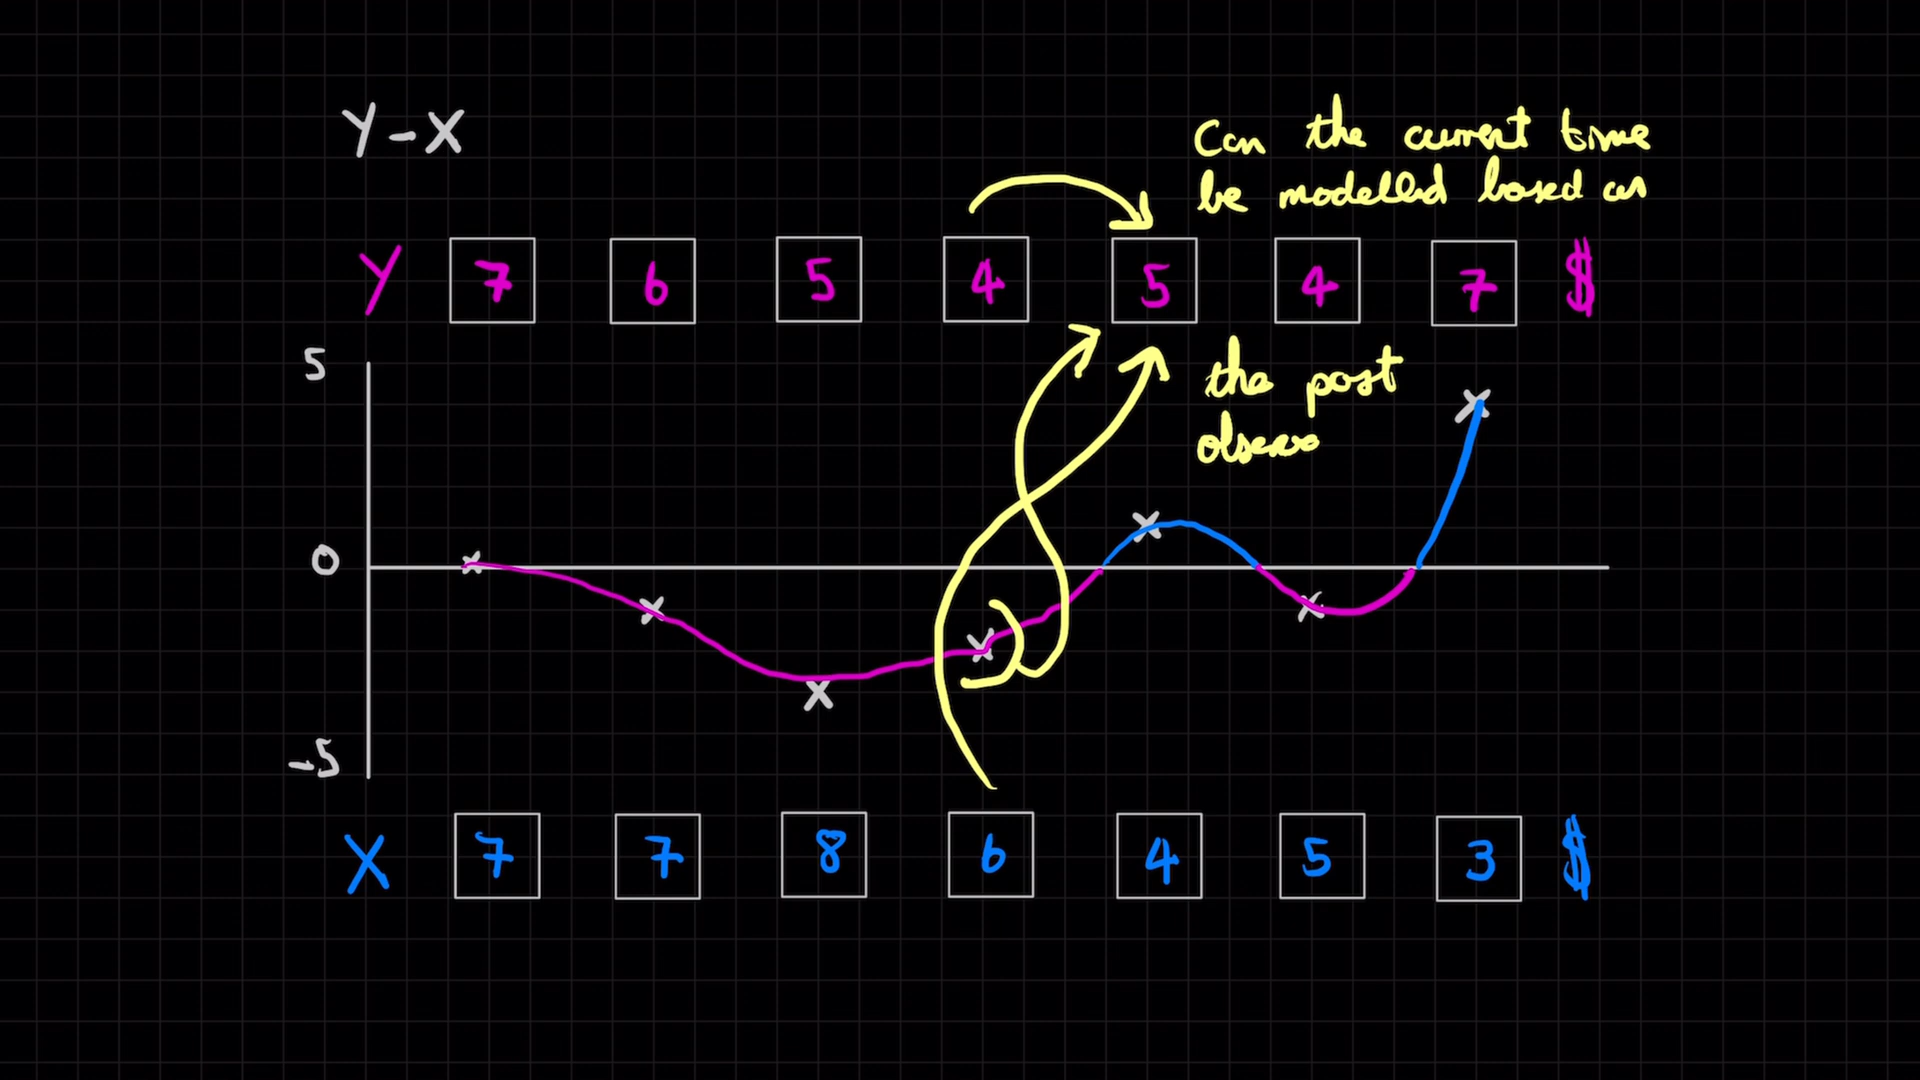 Y-X
Can the current time
be modelled based on
Y 7 6 5 4 5 4 7 $
5
the past
observa
0
-5
X 7 7 8 6 4 5 3 $